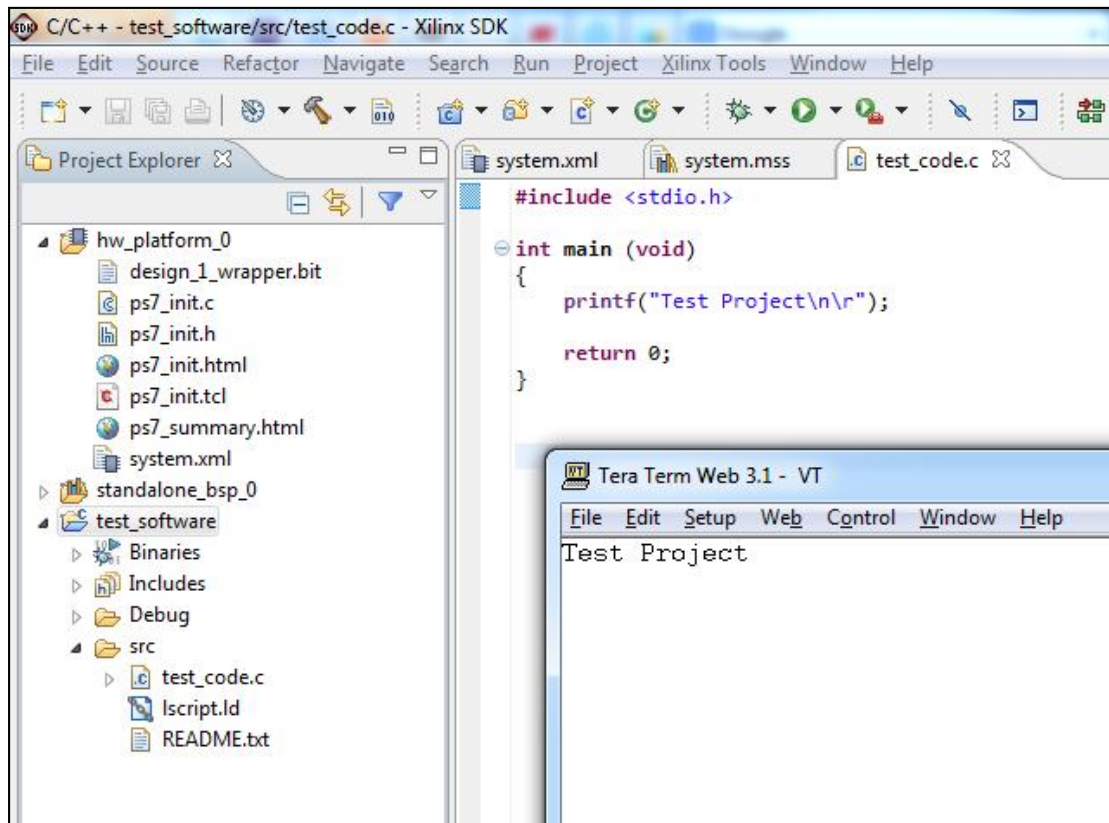 C/C++ - test_software/src/test_code.c - Xilinx SDK
File Edit Source Refactor Navigate Search Run Project Xilinx Tools Window Help
Project Explorer
hw_platform_0
design_1_wrapper.bit
ps7_init.c
ps7_init.h
ps7_init.html
ps7_init.tcl
ps7_summary.html
system.xml
standalone_bsp_0
test_software
Binaries
Includes
Debug
src
test_code.c
lscript.ld
README.txt
system.xml system.mss test_code.c
#include <stdio.h>
int main (void)
{
printf("Test Project\n\r");
return 0;
}
Tera Term Web 3.1 - VT
File Edit Setup Web Control Window Help
Test Project